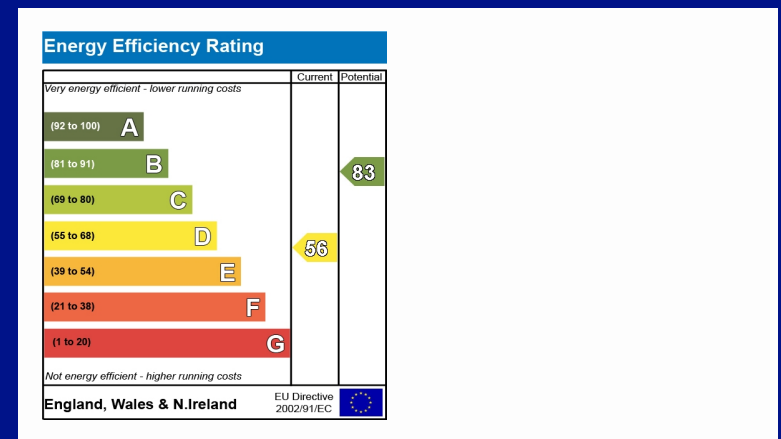 Energy Efficiency Rating
Current Potential
Very energy efficient - lower running costs
(92 to 100) A
(81 to 91) B
83
(69 to 80) C
(55 to 68) D
56
(39 to 54) E
(21 to 38) F
(1 to 20) G
Not energy efficient - higher running costs
England, Wales & N.Ireland
EU Directive
2002/91/EC